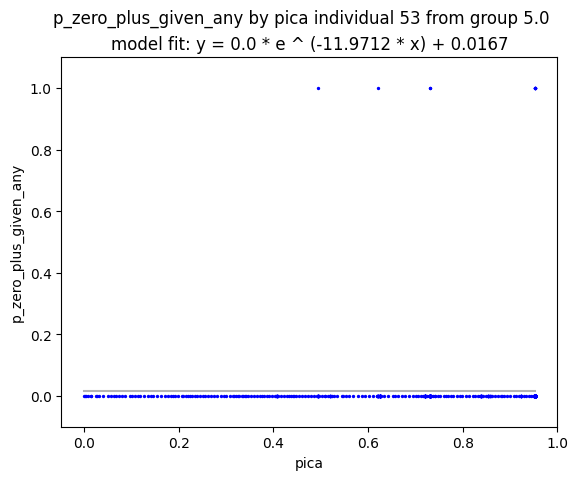 p_zero_plus_given_any by pica individual 53 from group 5.0
model fit: y = 0.0 * e ^ (-11.9712 * x) + 0.0167
1.0
0.8
0.6
0.4
0.2
0.0
p_zero_plus_given_any
0.0 0.2 0.4 0.6 0.8 1.0
pica